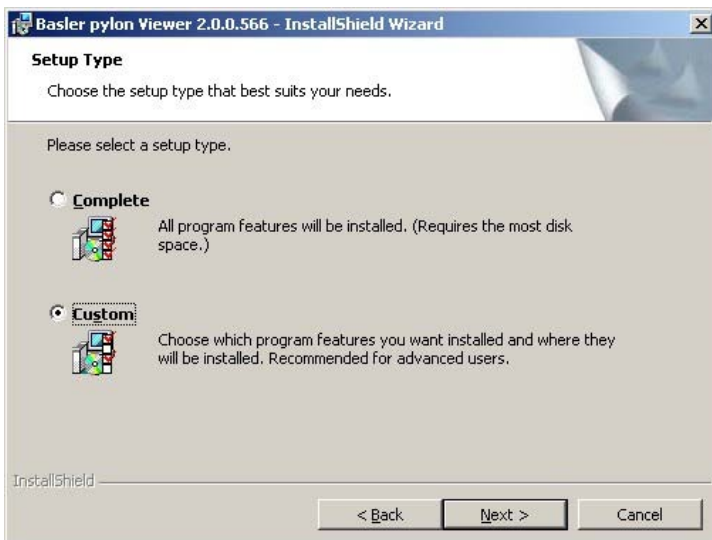 Basler pylon Viewer 2.0.0.566 - InstallShield Wizard
Setup Type
Choose the setup type that best suits your needs.
Please select a setup type.
Complete
All program features will be installed. (Requires the most disk
space.)
Custom
Choose which program features you want installed and where they
will be installed. Recommended for advanced users.
InstallShield
< Back
Next >
Cancel